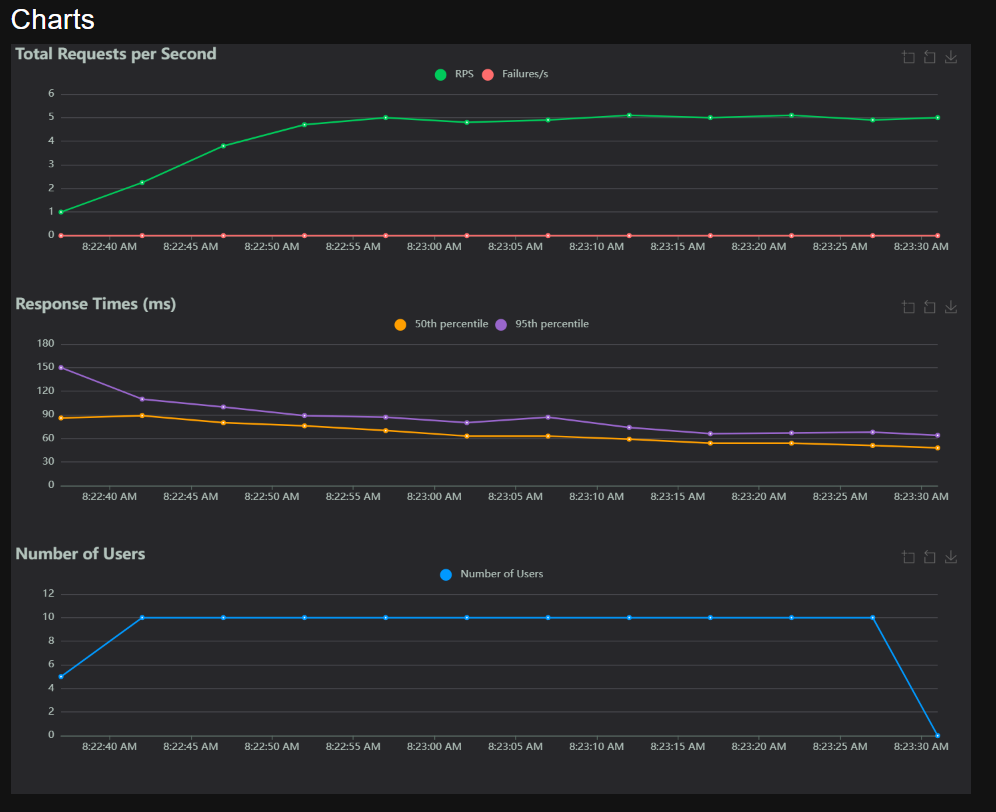 Charts
Total Requests per Second
RPS Failures/s
6
5
4
3
2
1
0
8:22:40 AM 8:22:45 AM 8:22:50 AM 8:22:55 AM 8:23:00 AM 8:23:05 AM 8:23:10 AM 8:23:15 AM 8:23:20 AM 8:23:25 AM 8:23:30 AM
Response Times (ms)
50th percentile 95th percentile
180
150
120
90
60
30
0
8:22:40 AM 8:22:45 AM 8:22:50 AM 8:22:55 AM 8:23:00 AM 8:23:05 AM 8:23:10 AM 8:23:15 AM 8:23:20 AM 8:23:25 AM 8:23:30 AM
Number of Users
Number of Users
12
10
8
6
4
2
0
8:22:40 AM 8:22:45 AM 8:22:50 AM 8:22:55 AM 8:23:00 AM 8:23:05 AM 8:23:10 AM 8:23:15 AM 8:23:20 AM 8:23:25 AM 8:23:30 AM